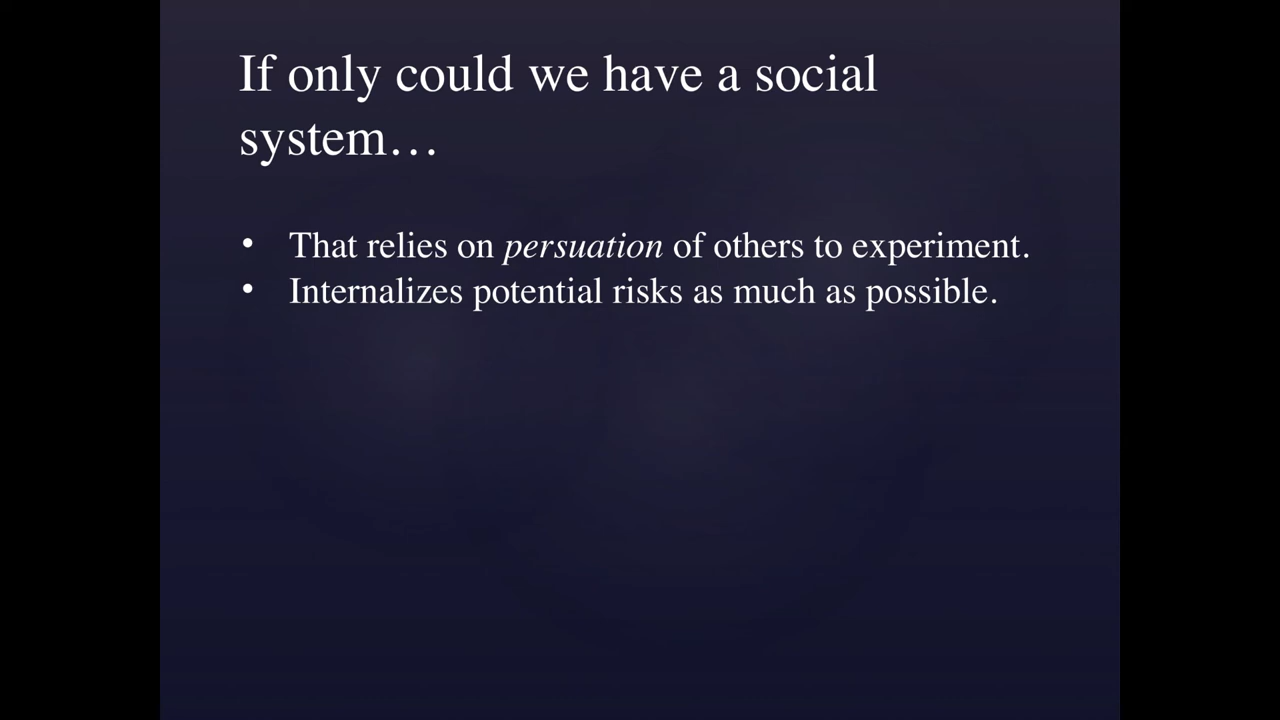 If only could we have a social
system…
• That relies on persuation of others to experiment.
• Internalizes potential risks as much as possible.